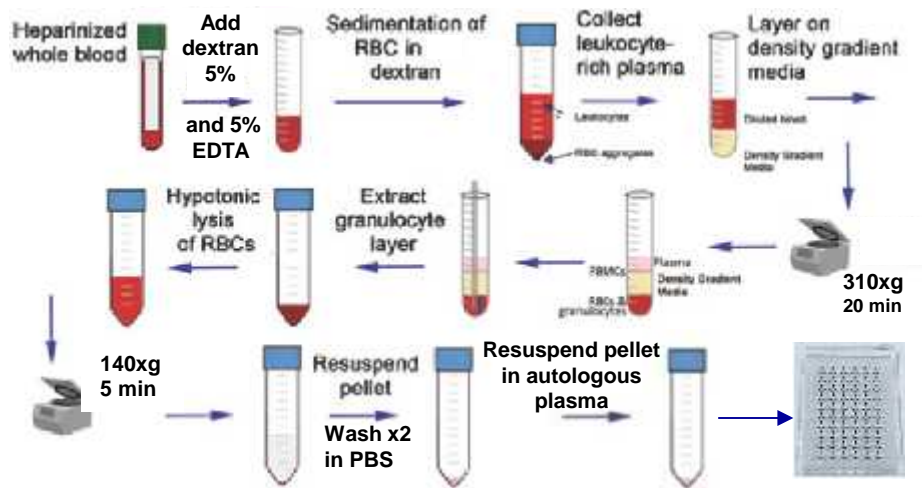 Heparinized
whole blood
Add
dextran
5%
and 5%
EDTA
Sedimentation of
RBC in
dextran
Collect
leukocyte-
rich plasma
Leukocytes
RBC aggregates
Layer on
density gradient
media
Diluted blood
Density Gradient
Media
310xg
20 min
Plasma
PBMCs
Density Gradient
Media
RBCs &
granulocytes
Extract
granulocyte
layer
Hypotonic
lysis
of RBCs
140xg
5 min
Resuspend
pellet
Wash x2
in PBS
Resuspend pellet
in autologous
plasma